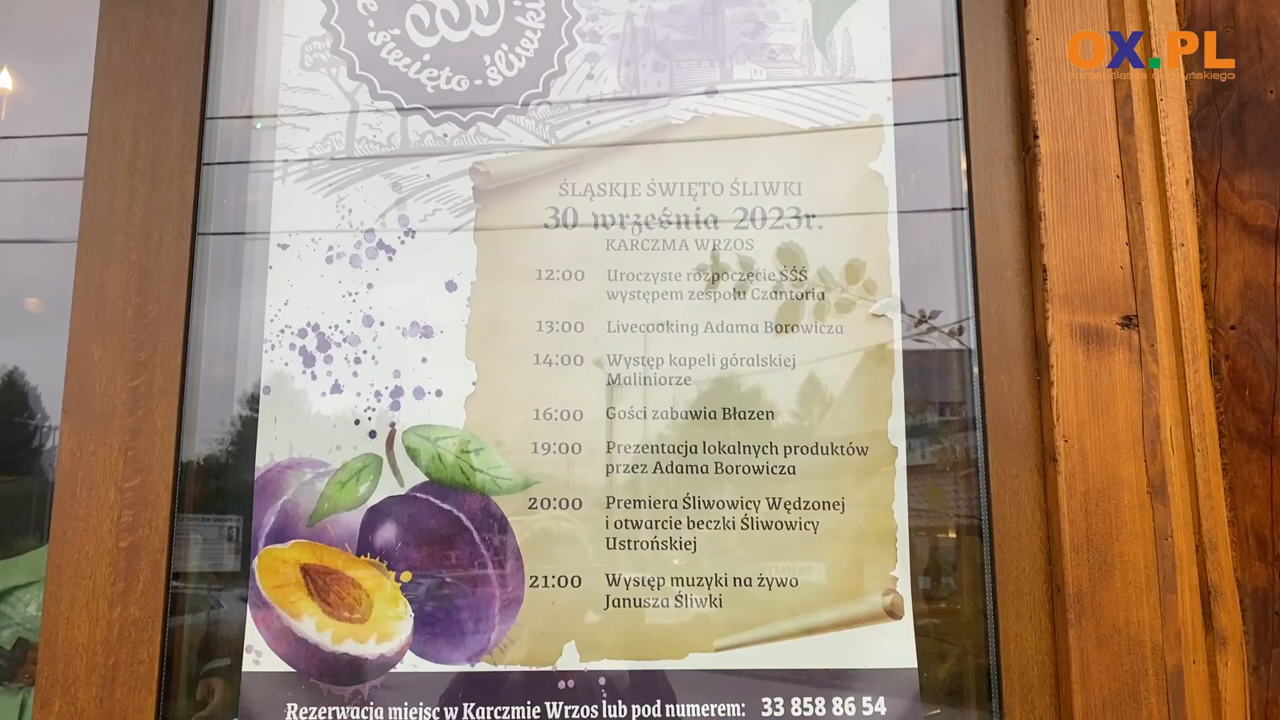 OX.PL
święto·śliwki
ŚLĄSKIE ŚWIĘTO ŚLIWKI
30 września 2023r.
KARCZMA WRZOS
12:00 Uroczyste rozpoczęcie ŚŚŚ
występem zespołu Czantoria
13:00 Livecooking Adama Borowicza
14:00 Występ kapeli góralskiej
Maliniorze
16:00 Gości zabawia Błazen
19:00 Prezentacja lokalnych produktów
przez Adama Borowicza
20:00 Premiera Śliwowicy Wędzonej
i otwarcie beczki Śliwowicy
Ustrońskiej
21:00 Występ muzyki na żywo
Janusza Śliwki
Rezerwacja miejsc w Karczmie Wrzos lub pod numerem: 33 858 86 54